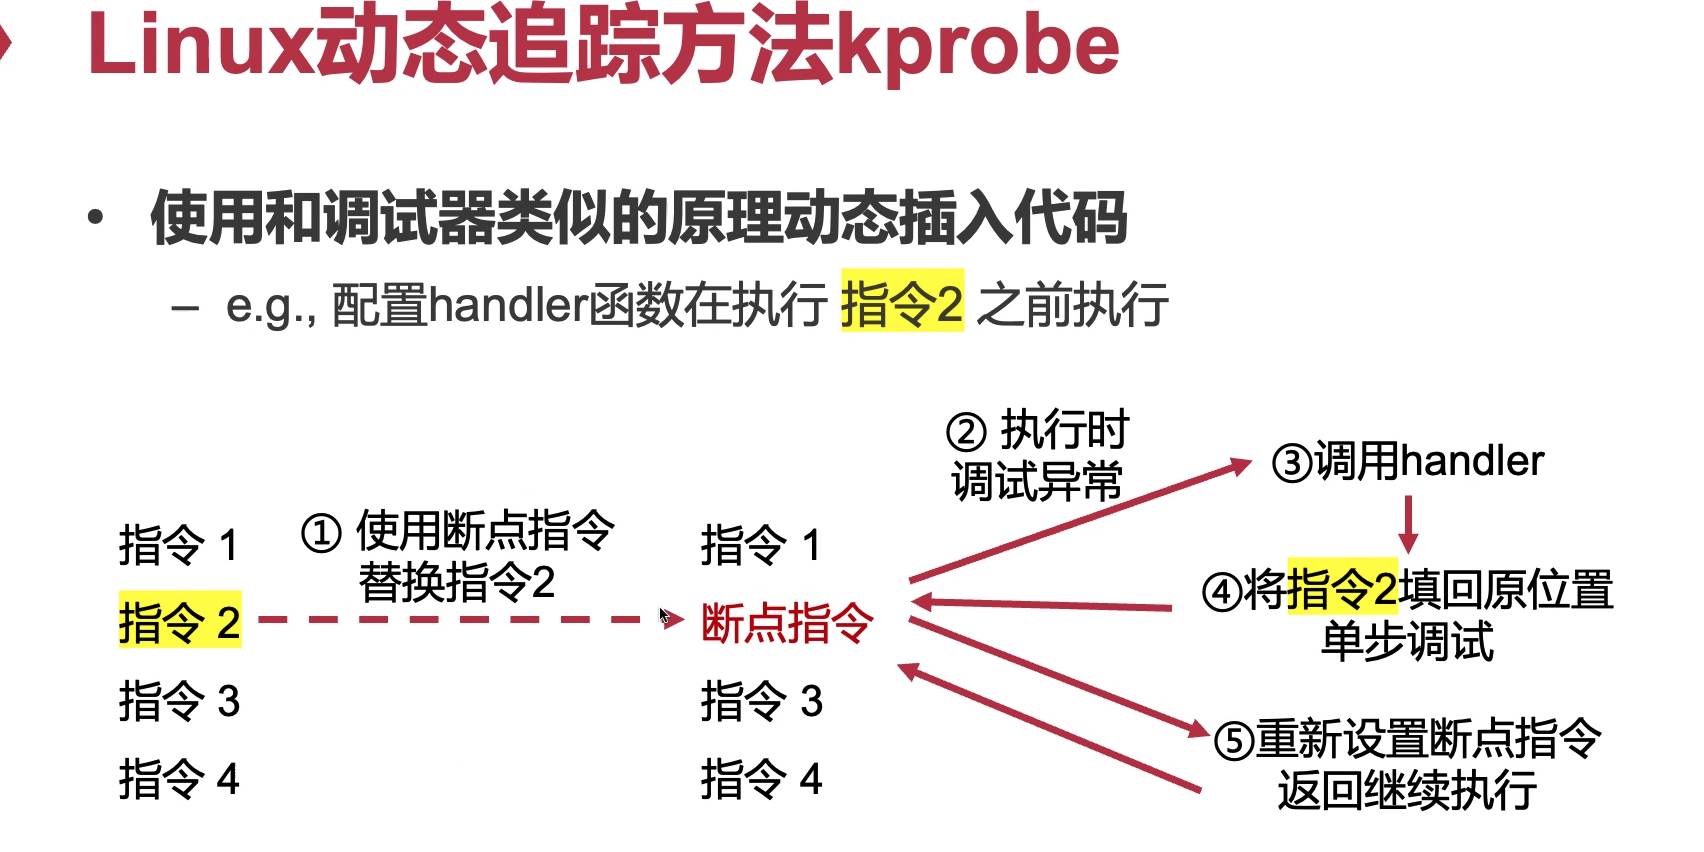 Linux动态追踪方法kprobe
• 使用和调试器类似的原理动态插入代码
– e.g., 配置handler函数在执行 指令2 之前执行
指令 1
指令 2
指令 3
指令 4
① 使用断点指令
替换指令2
指令 1
断点指令
指令 3
指令 4
② 执行时
调试异常
③调用handler
④将指令2填回原位置
单步调试
⑤重新设置断点指令
返回继续执行